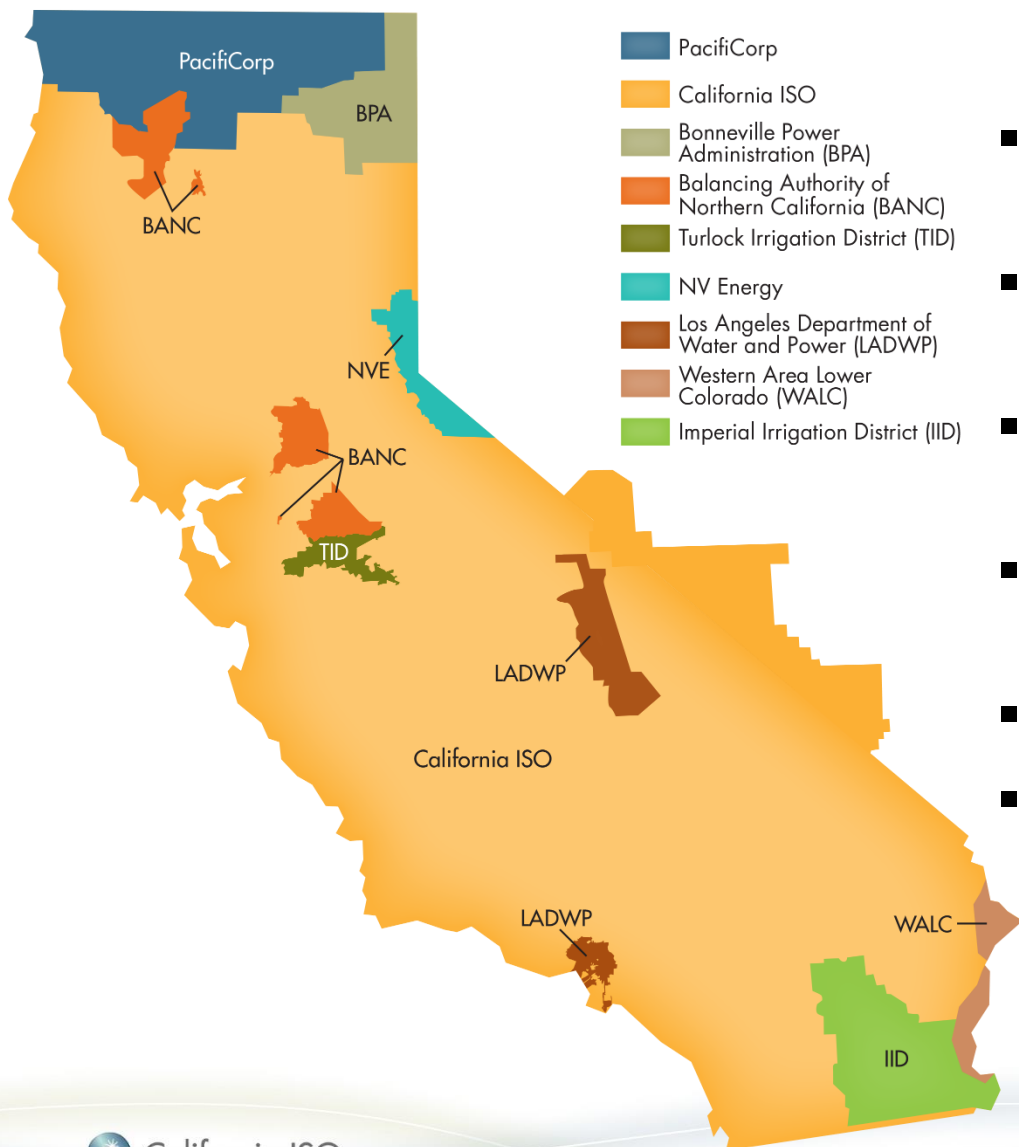 PacifiCorp
BPA
BANC
NVE
BANC
TID
LADWP
California ISO
LADWP
WALC
IID
PacifiCorp
California ISO
Bonneville Power
Administration (BPA)
Balancing Authority of
Northern California (BANC)
Turlock Irrigation District (TID)
NV Energy
Los Angeles Department of
Water and Power (LADWP)
Western Area Lower
Colorado (WALC)
Imperial Irrigation District (IID)
California ISO